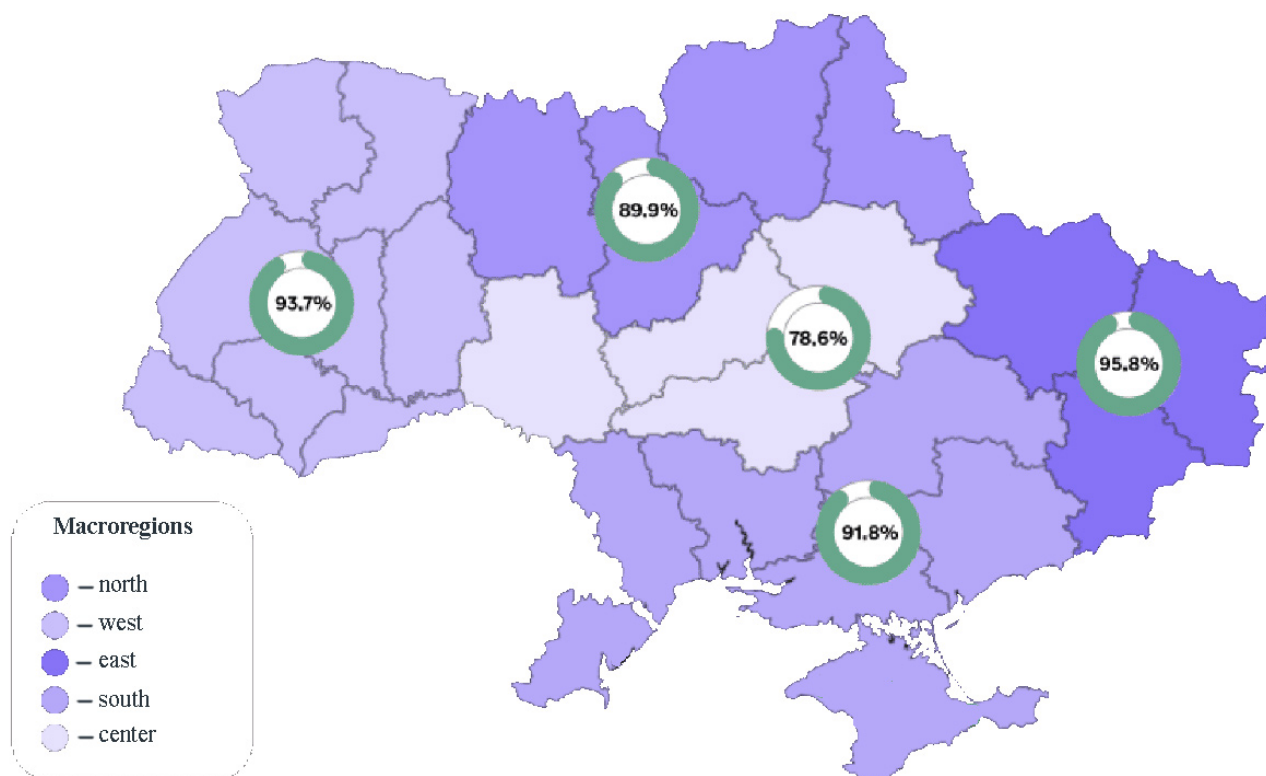 89.9%
93.7%
78.6%
95.8%
91.8%
Macroregions
– north
– west
– east
– south
– center